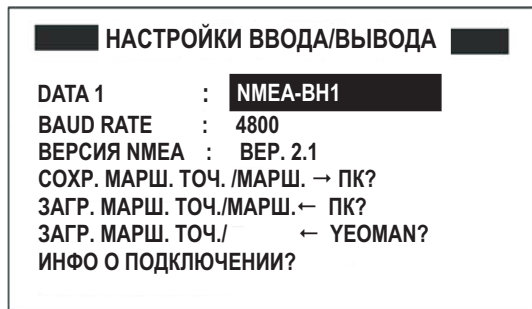 НАСТРОЙКИ ВВОДА/ВЫВОДА
DATA 1 : NMEA-BH1
BAUD RATE : 4800
ВЕРСИЯ NMEA : ВЕР. 2.1
СОХР. МАРШ. ТОЧ. /МАРШ. → ПК?
ЗАГР. МАРШ. ТОЧ./МАРШ.← ПК?
ЗАГР. МАРШ. ТОЧ./ ← YEOMAN?
ИНФО О ПОДКЛЮЧЕНИИ?